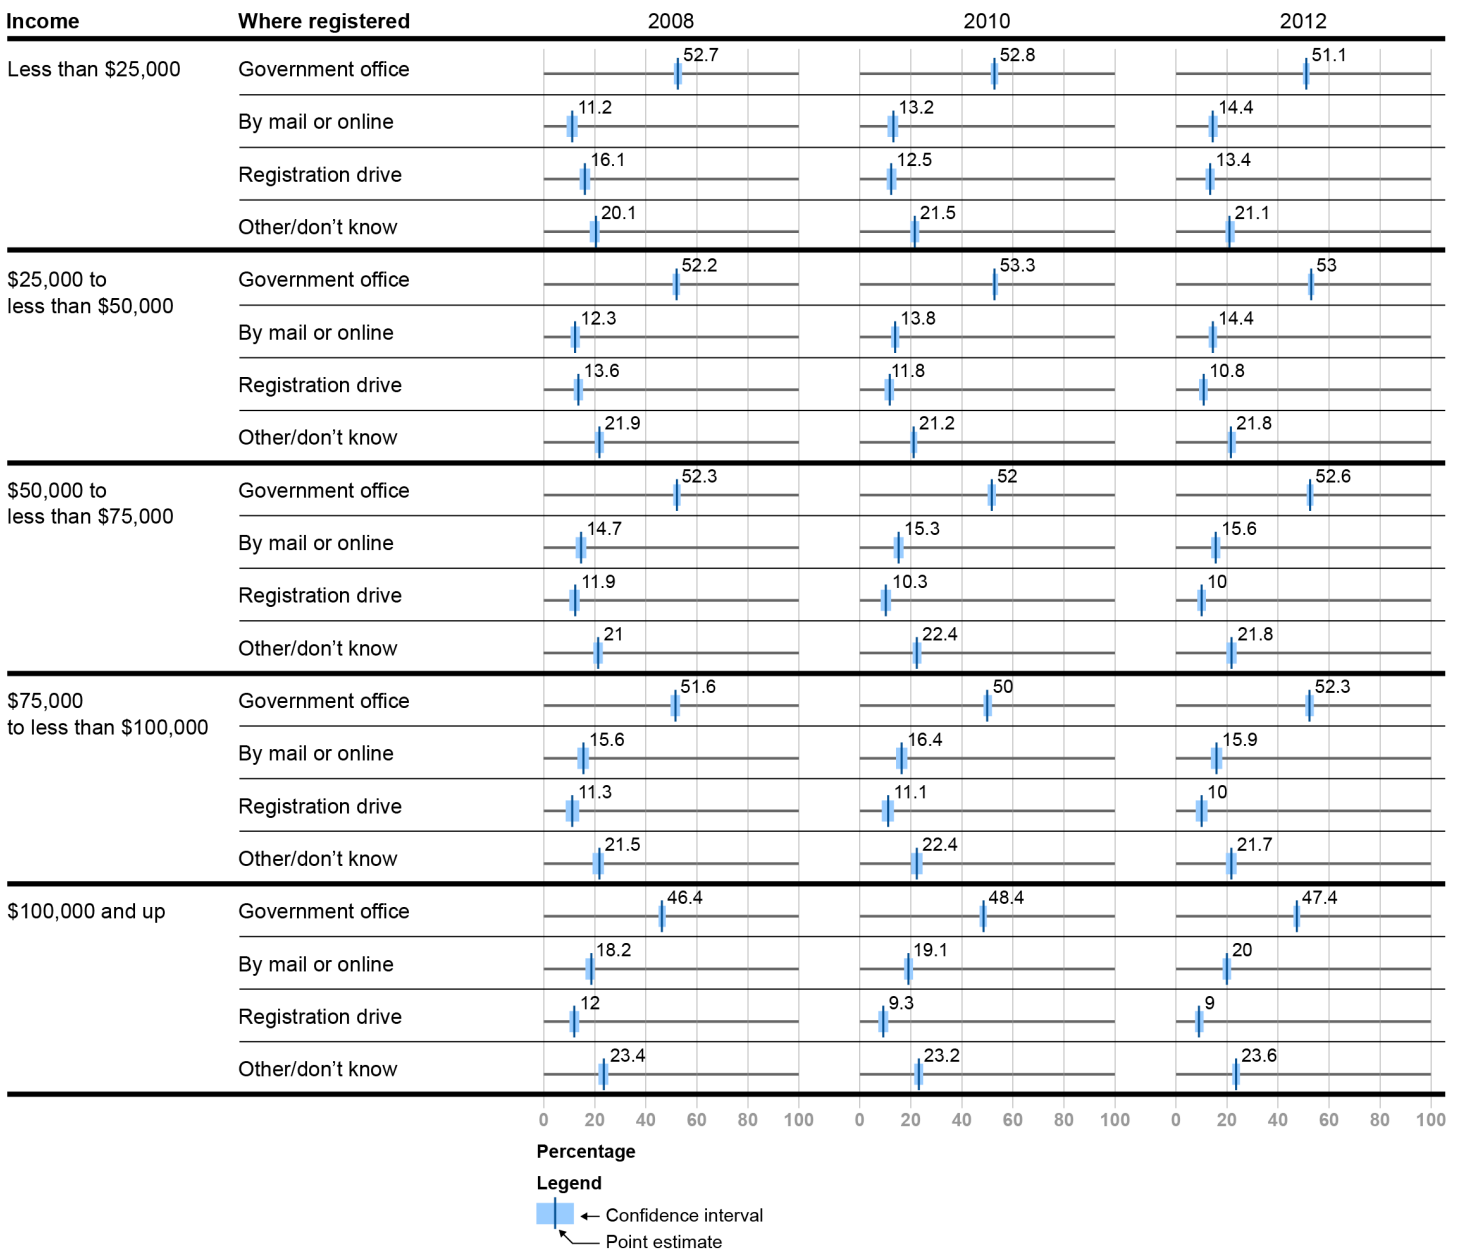 Income Where registered 2008 2010 2012
Less than $25,000 Government office 52.7 52.8 51.1
By mail or online 11.2 13.2 14.4
Registration drive 16.1 12.5 13.4
Other/don’t know 20.1 21.5 21.1
$25,000 to Government office 52.2 53.3 53
less than $50,000
By mail or online 12.3 13.8 14.4
Registration drive 13.6 11.8 10.8
Other/don’t know 21.9 21.2 21.8
$50,000 to Government office 52.3 52 52.6
less than $75,000
By mail or online 14.7 15.3 15.6
Registration drive 11.9 10.3 10
Other/don’t know 21 22.4 21.8
$75,000 Government office 51.6 50 52.3
to less than $100,000
By mail or online 15.6 16.4 15.9
Registration drive 11.3 11.1 10
Other/don’t know 21.5 22.4 21.7
$100,000 and up Government office 46.4 48.4 47.4
By mail or online 18.2 19.1 20
Registration drive 12 9.3 9
Other/don’t know 23.4 23.2 23.6
0 20 40 60 80 100 0 20 40 60 80 100 0 20 40 60 80 100
Percentage
Legend
Confidence interval
Point estimate